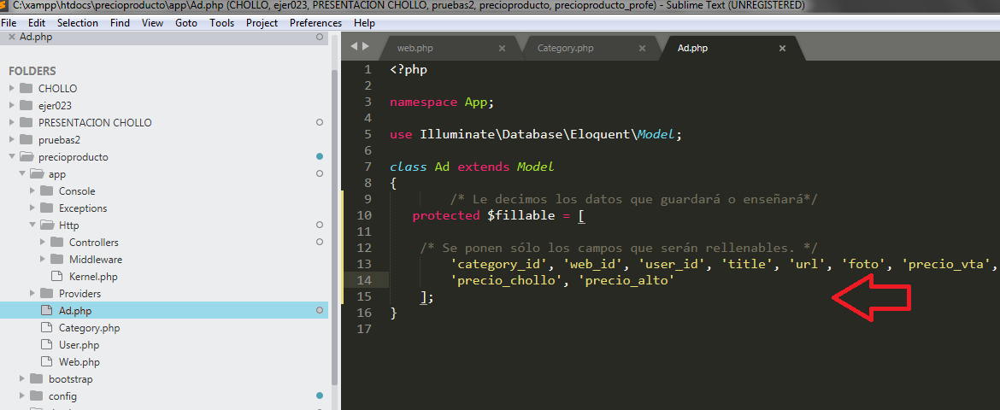 C:\xampp\htdocs\precioproducto\app\Ad.php (CHOLLO, ejer023, PRESENTACION CHOLLO, pruebas2, precioproducto, precioproducto_profe) - Sublime Text (UNREGISTERED)
File Edit Selection Find View Goto Tools Project Preferences Help
Ad.php
FOLDERS
CHOLLO
ejer023
PRESENTACION CHOLLO
pruebas2
precioproducto
app
Console
Exceptions
Http
Controllers
Middleware
Kernel.php
Providers
Ad.php
Category.php
User.php
Web.php
bootstrap
config
web.php Category.php Ad.php
1 <?php
2
3 namespace App;
4
5 use Illuminate\Database\Eloquent\Model;
6
7 class Ad extends Model
8 {
9 /* Le decimos los datos que guardará o enseñará*/
10 protected $fillable = [
11
12 /* Se ponen sólo los campos que serán rellenables. */
13 'category_id', 'web_id', 'user_id', 'title', 'url', 'foto', 'precio_vta',
14 'precio_chollo', 'precio_alto'
15 ];
16 }
17